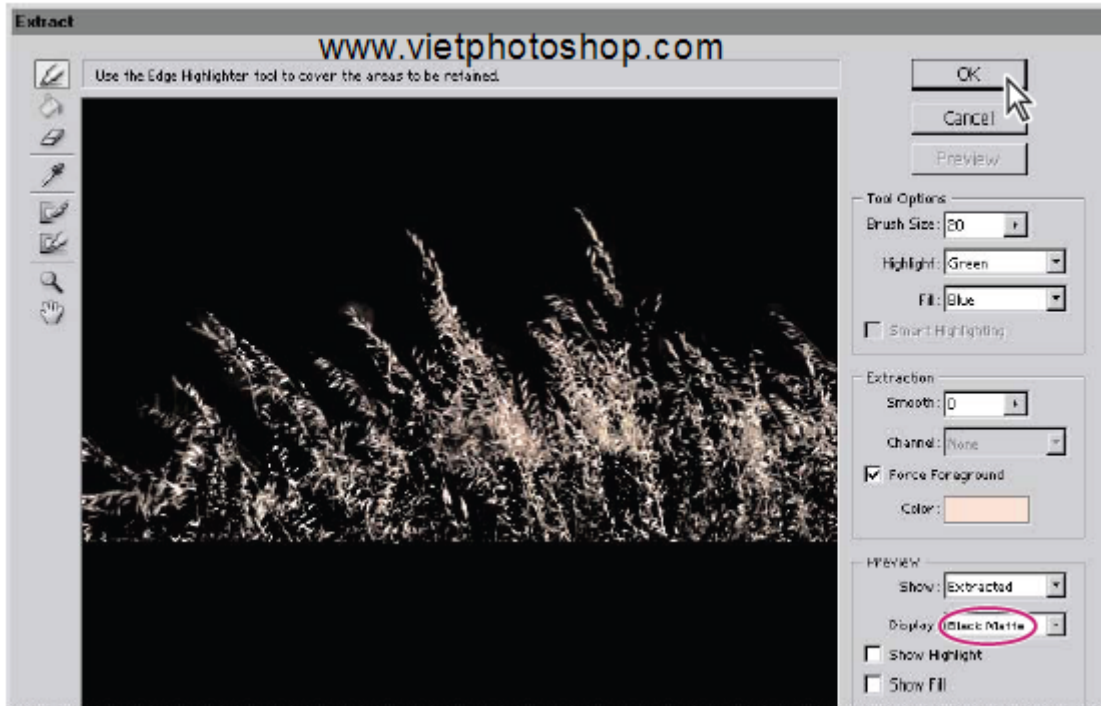 Extract
www.vietphotoshop.com
Use the Edge Highlighter tool to cover the areas to be retained.
OK
Cancel
Preview
Tool Options
Brush Size: 20
Highlight: Green
Fill: Blue
Smart Highlighting
Extraction
Smooth: 0
Channel: None
Force Foreground
Color:
Preview
Show: Extracted
Display: Black Matte
Show Highlight
Show Fill